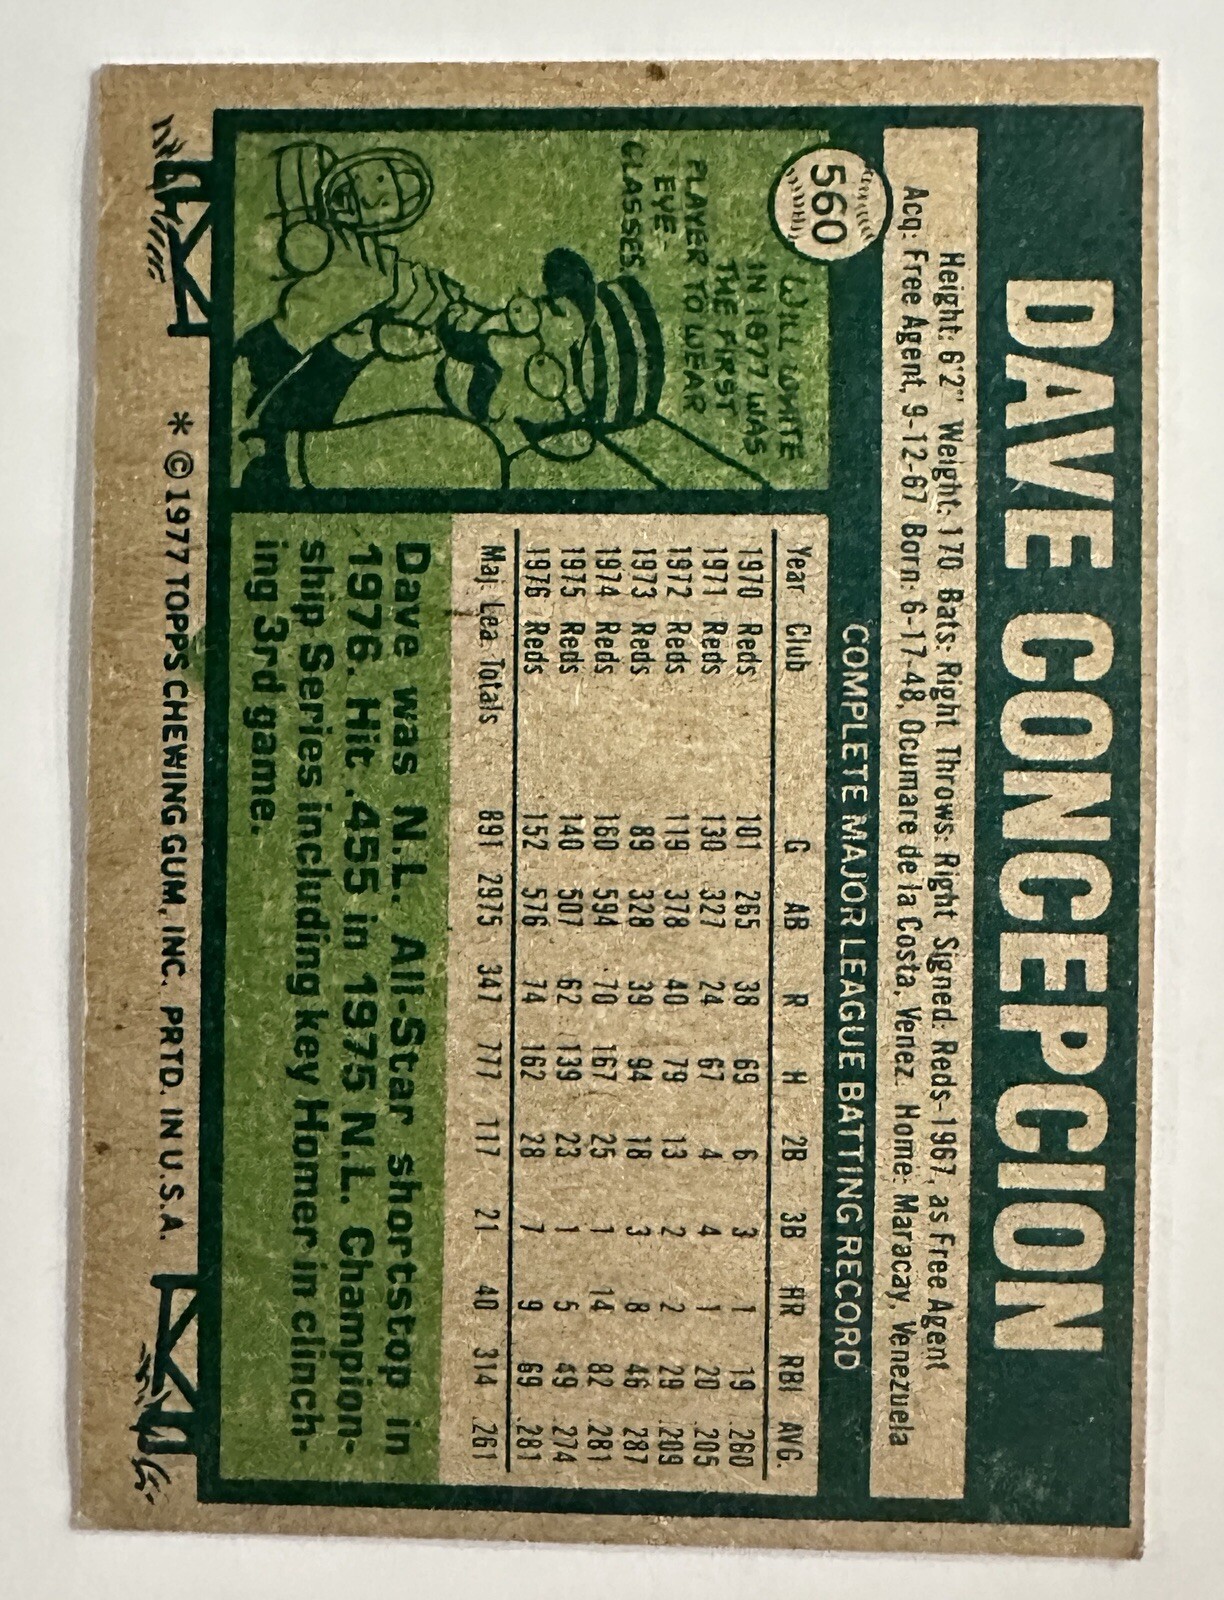 DAVE CONCEPCION
Height: 6'2" Weight: 170 Bats: Right Throws: Right Signed: Reds-1967, as Free Agent
Acq: Free Agent, 9-12-67 Born: 6-17-48, Ocumare de la Costa, Venez. Home: Maracay, Venezuela
560
COMPLETE MAJOR LEAGUE BATTING RECORD
WILL WHITE
IN 1877 WAS
THE FIRST
PLAYER TO WEAR
EYE-
GLASSES
Year Club G AB R H 2B 3B HR RBI AVG.
1970 Reds 101 265 38 69 6 3 1 19 .260
1971 Reds 130 327 24 67 4 4 1 20 .205
1972 Reds 119 378 40 79 13 2 2 29 .209
1973 Reds 89 328 39 94 18 3 8 46 .287
1974 Reds 160 594 70 167 25 1 14 82 .281
1975 Reds 140 507 62 139 23 1 5 49 .274
1976 Reds 152 576 74 162 28 7 9 69 .281
Maj. Lea. Totals 891 2975 347 777 117 21 40 314 .261
Dave was N.L. All-Star shortstop in
1976. Hit .455 in 1975 N.L. Champion-
ship Series including key Homer in clinch-
ing 3rd game.
* © 1977 TOPPS CHEWING GUM, INC. PRTD. IN U.S.A.